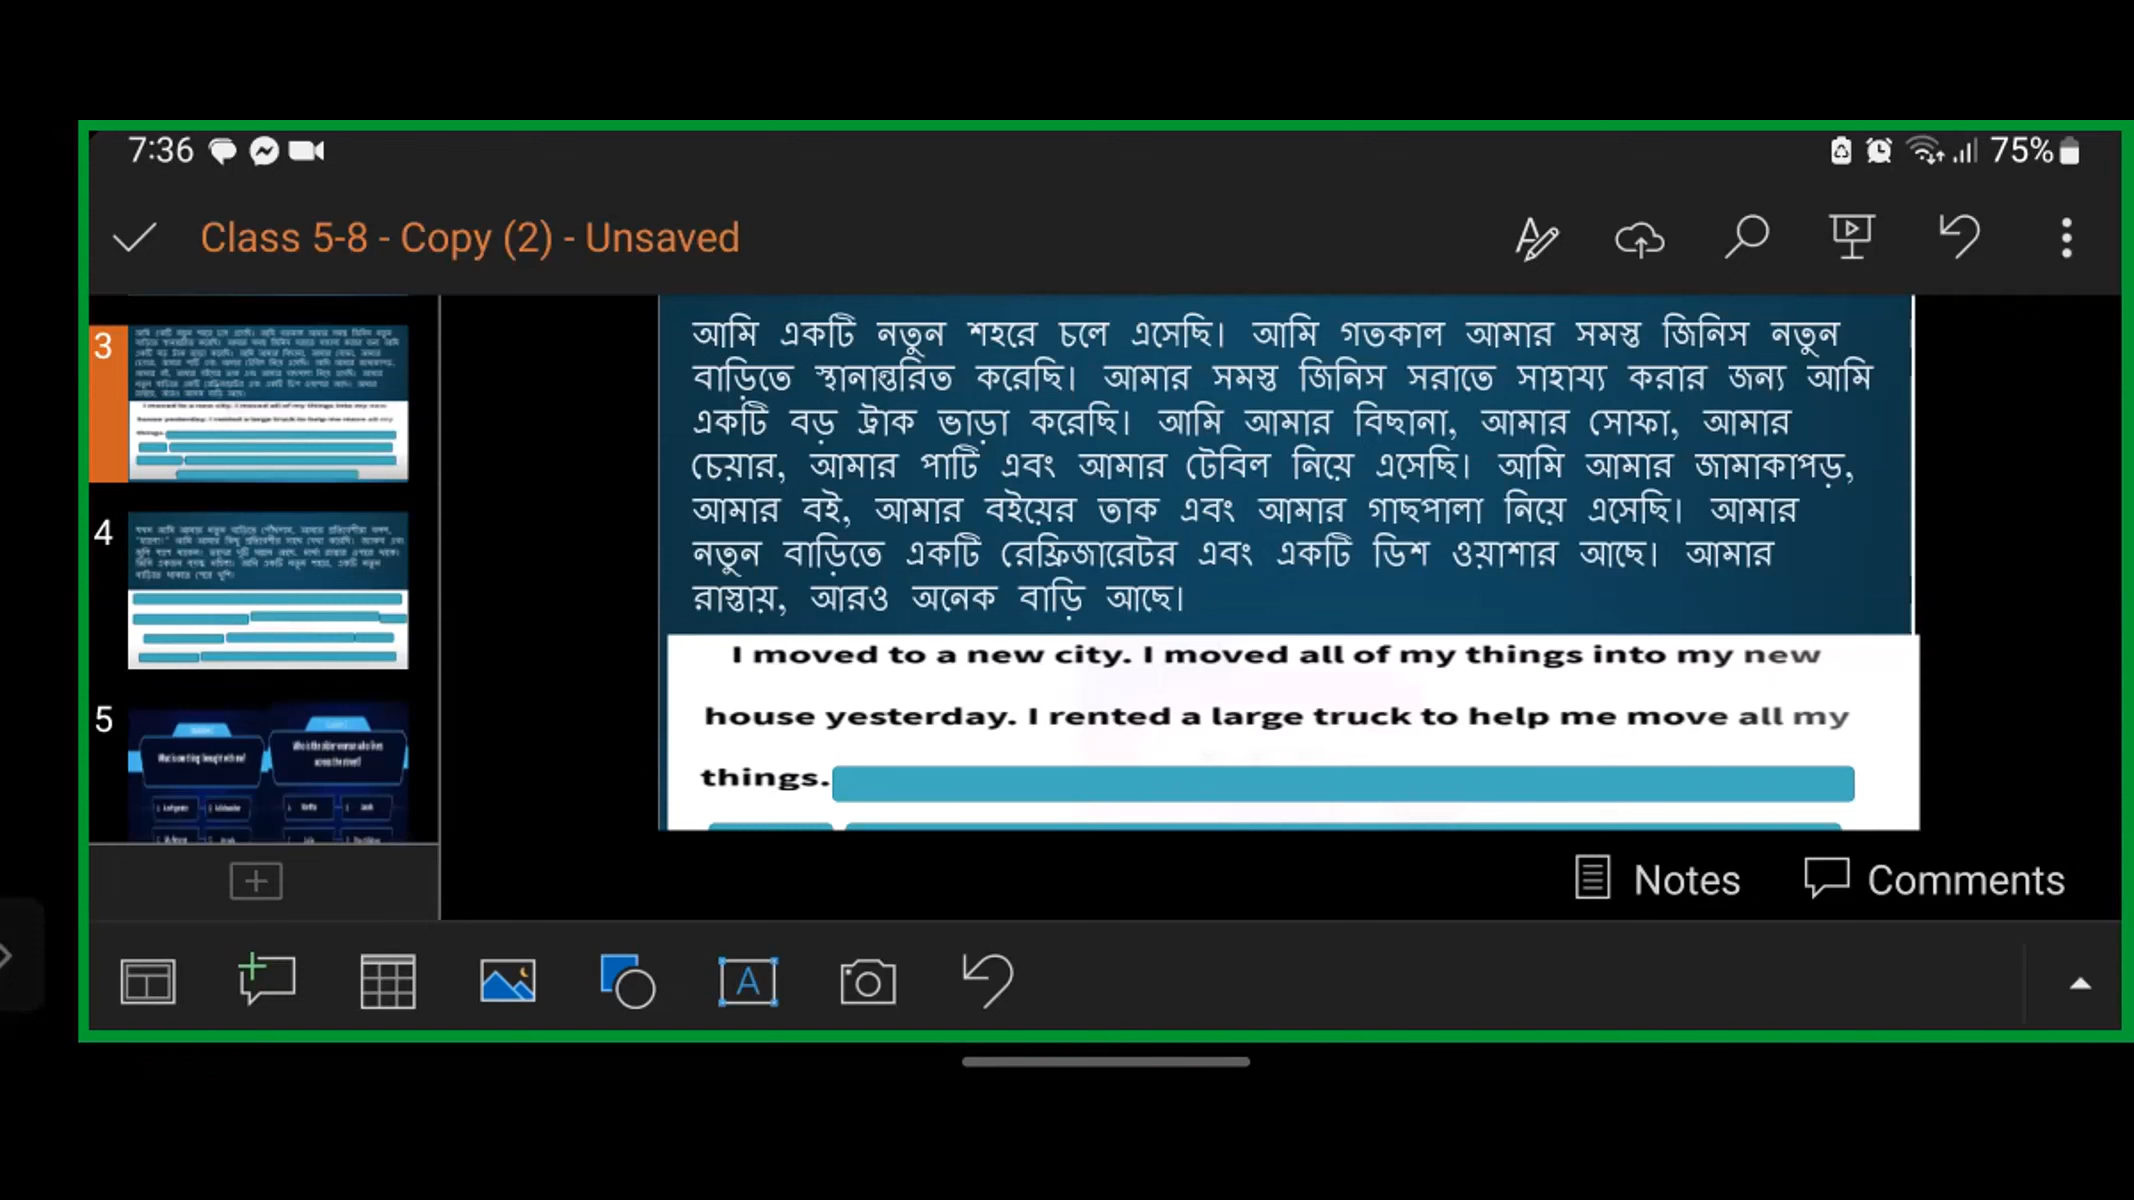 7:36
75%
Class 5-8 - Copy (2) - Unsaved
3
4
5
আমি একটি নতুন শহরে চলে এসেছি। আমি গতকাল আমার সমস্ত জিনিস নতুন
বাড়িতে স্থানান্তরিত করেছি। আমার সমস্ত জিনিস সরাতে সাহায্য করার জন্য আমি
একটি বড় ট্রাক ভাড়া করেছি। আমি আমার বিছানা, আমার সোফা, আমার
চেয়ার, আমার পাটি এবং আমার টেবিল নিয়ে এসেছি। আমি আমার জামাকাপড়,
আমার বই, আমার বইয়ের তাক এবং আমার গাছপালা নিয়ে এসেছি। আমার
নতুন বাড়িতে একটি রেফ্রিজারেটর এবং একটি ডিশ ওয়াশার আছে। আমার
রাস্তায়, আরও অনেক বাড়ি আছে।
I moved to a new city. I moved all of my things into my new
house yesterday. I rented a large truck to help me move all my
things.
Notes
Comments